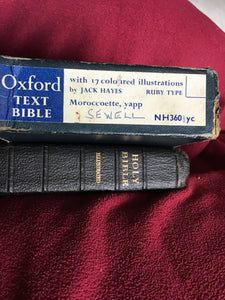 Oxford
TEXT
BIBLE
with 17 coloured illustrations
by JACK HAYES RUBY TYPE
Moroccoette, yapp
SEWELL NH360/yc
HOLY
BIBLE